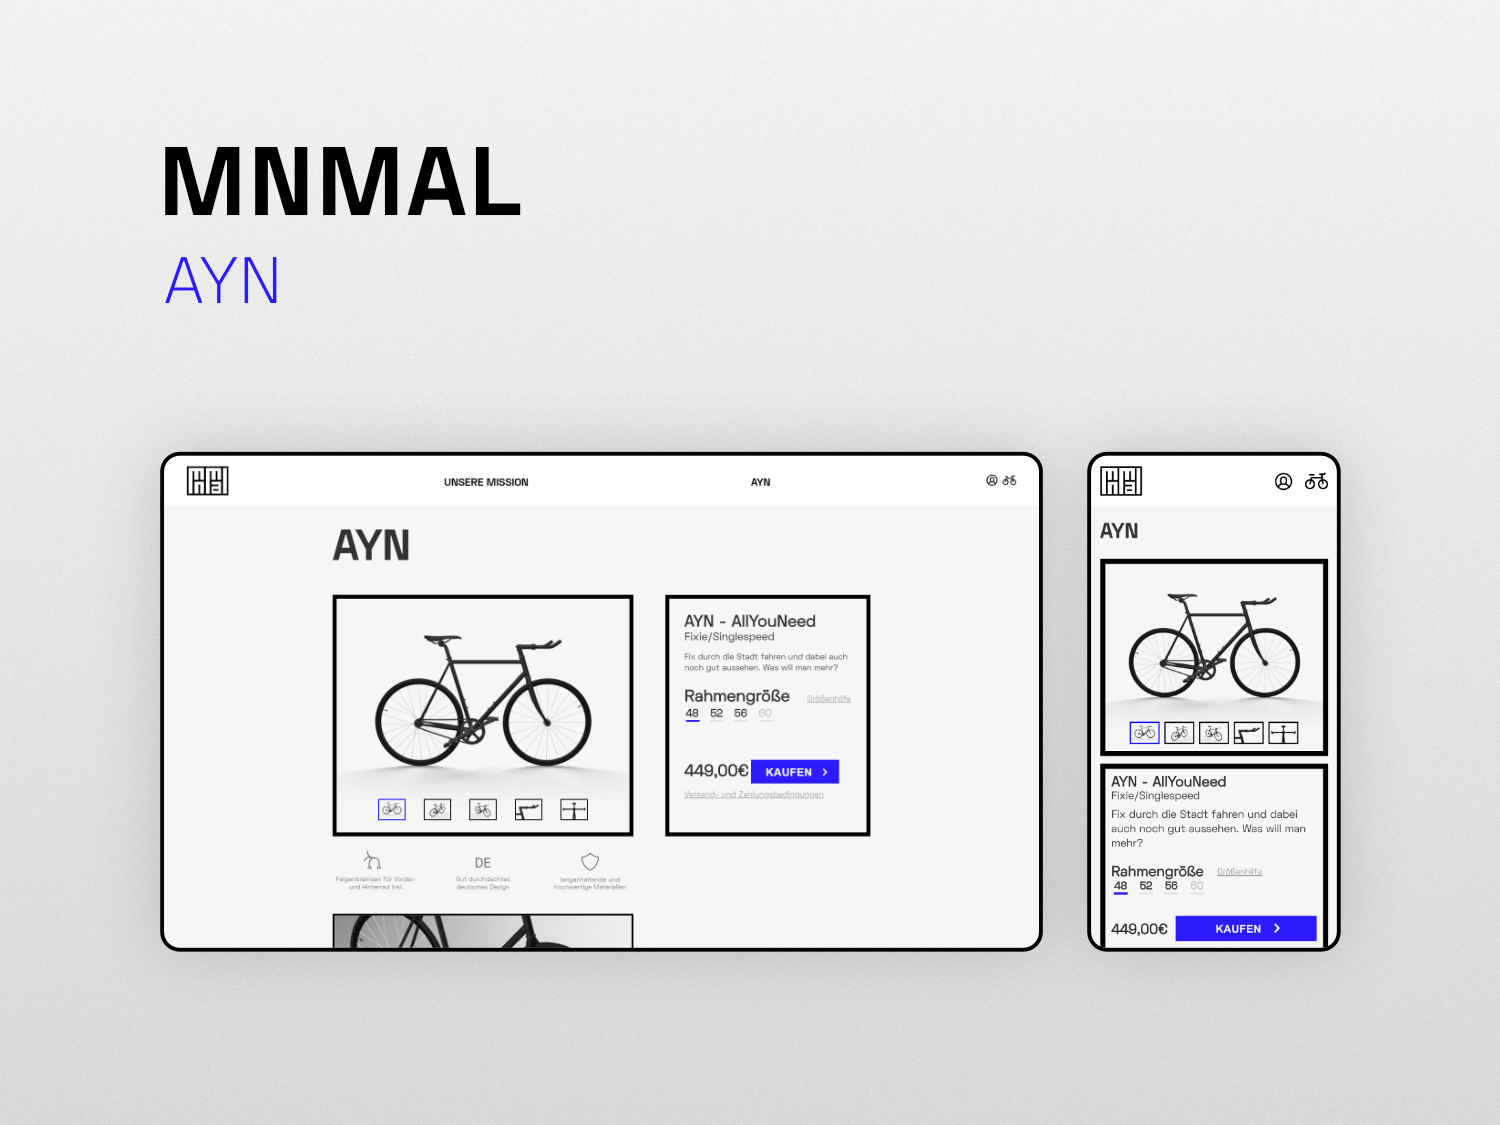 MNMAL
AYN
UNSERE MISSION
AYN
AYN
AYN - AllYouNeed
Fixie/Singlespeed
Fix durch die Stadt fahren und dabei auch
noch gut aussehen. Was will man mehr?
Rahmengröße Größenhilfe
48 52 56 60
449,00€ KAUFEN
Versand- und Zahlungsbedingungen
Felgenbremsen für Vorder-
und Hinterrad inkl.
DE
Gut durchdachtes
deutsches Design
langanhaltende und
hochwertige Materialien
AYN
AYN - AllYouNeed
Fixie/Singlespeed
Fix durch die Stadt fahren und dabei
auch noch gut aussehen. Was will man
mehr?
Rahmengröße Größenhilfe
48 52 56 60
449,00€ KAUFEN